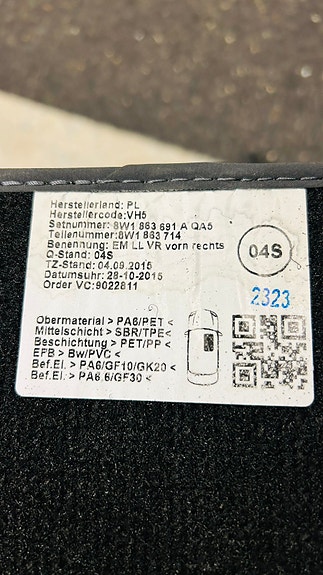 Herstellerland: PL
Herstellercode: VH5
Setnummer: 8W1 863 691 A QA5
Teilenummer: 8W1 863 714
Benennung: EM LL VR vorn rechts
Q-Stand: 04S
TZ-Stand: 04.09.2015
Datumsuhr: 28-10-2015
Order VC:9022811
04S
2323
Obermaterial > PA6/PET <
Mittelschicht > SBR/TPE <
Beschichtung > PET/PP <
EFB > Bw/PVC <
Bef.El. > PA6/GF10/GK20 <
Bef.El. > PA6.6/GF30 <